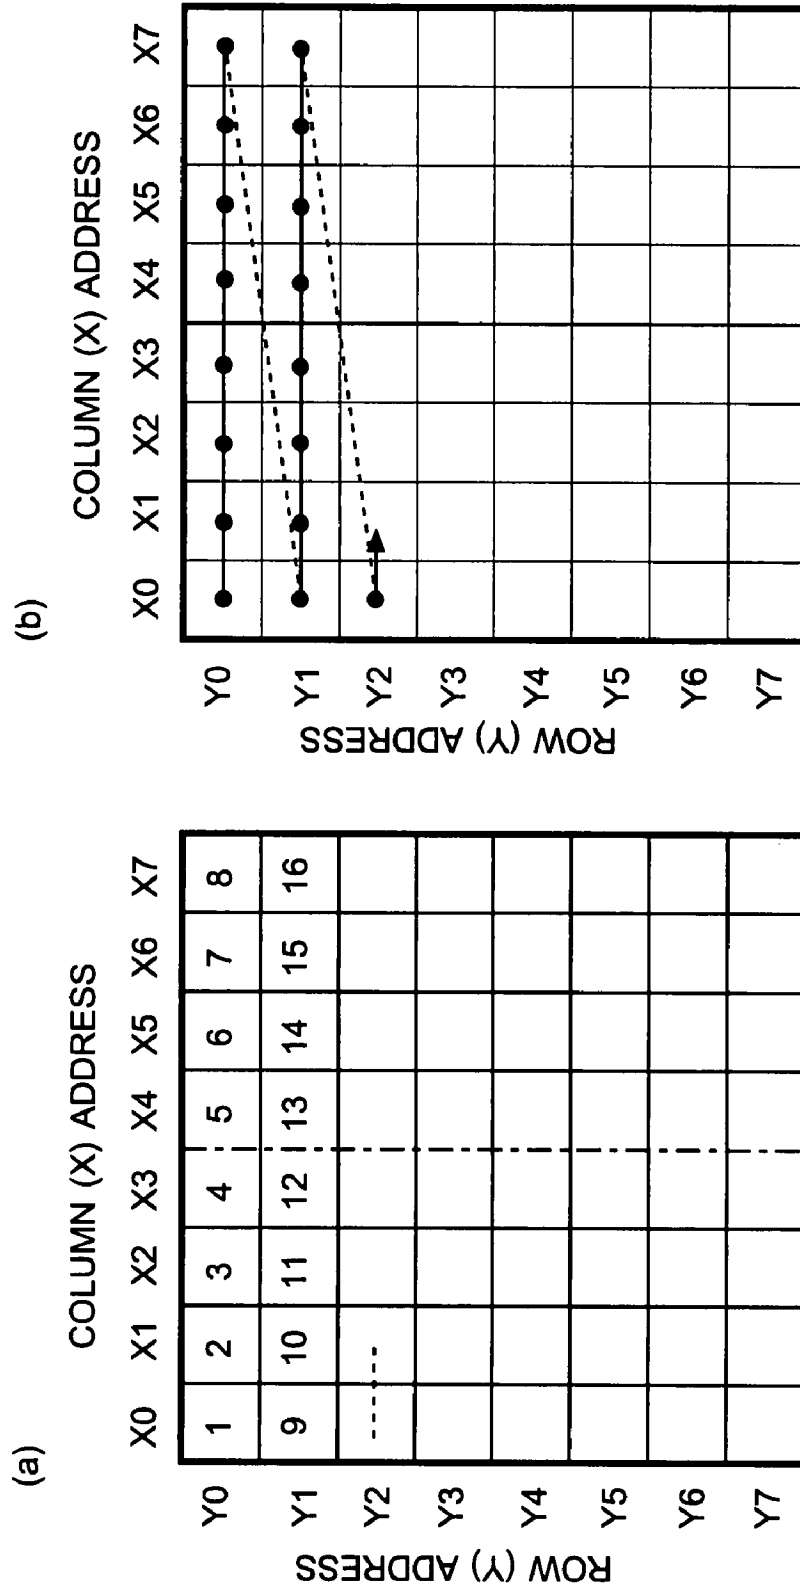 (a)
COLUMN (X) ADDRESS
X0 X1 X2 X3 X4 X5 X6 X7
ROW (Y) ADDRESS
Y0 1 2 3 4 5 6 7 8
Y1 9 10 11 12 13 14 15 16
Y2
Y3
Y4
Y5
Y6
Y7
(b)
COLUMN (X) ADDRESS
X0 X1 X2 X3 X4 X5 X6 X7
ROW (Y) ADDRESS
Y0
Y1
Y2
Y3
Y4
Y5
Y6
Y7